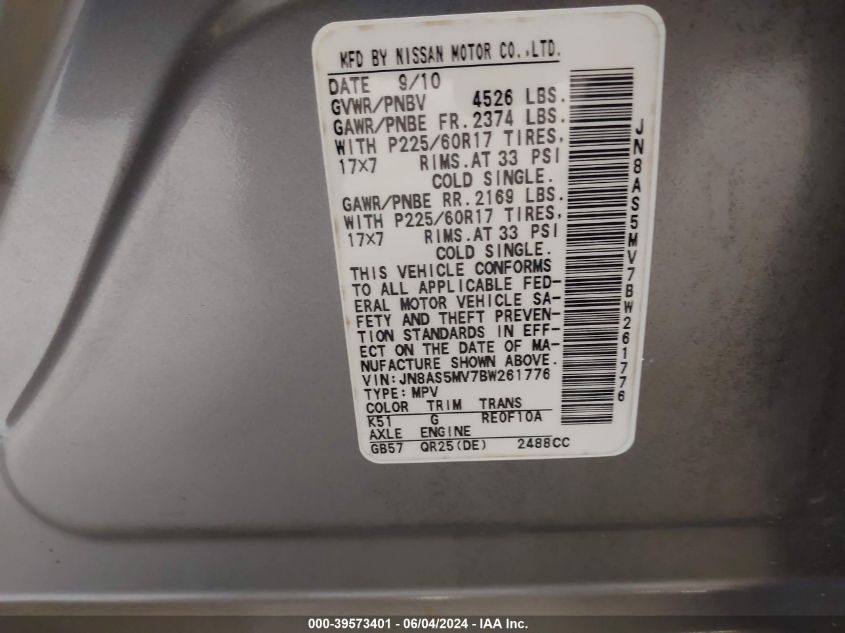 MFD BY NISSAN MOTOR CO.,LTD.
DATE 9/10
GVWR/PNBV 4526 LBS.
GAWR/PNBE FR. 2374 LBS.
WITH P225/60R17 TIRES,
17×7 RIMS.AT 33 PSI
COLD SINGLE.
GAWR/PNBE RR. 2169 LBS.
WITH P225/60R17 TIRES,
17×7 RIMS.AT 33 PSI
COLD SINGLE.
THIS VEHICLE CONFORMS
TO ALL APPLICABLE FED-
ERAL MOTOR VEHICLE SA-
FETY AND THEFT PREVEN-
TION STANDARDS IN EFF-
ECT ON THE DATE OF MA-
NUFACTURE SHOWN ABOVE.
VIN:JN8AS5MV7BW261776
TYPE:MPV
COLOR TRIM TRANS
K51 G RE0F10A
AXLE ENGINE
GB57 QR25(DE) 2488CC
JN8AS5MV7BW261776
000-39573401 - 06/04/2024 - IAA Inc.